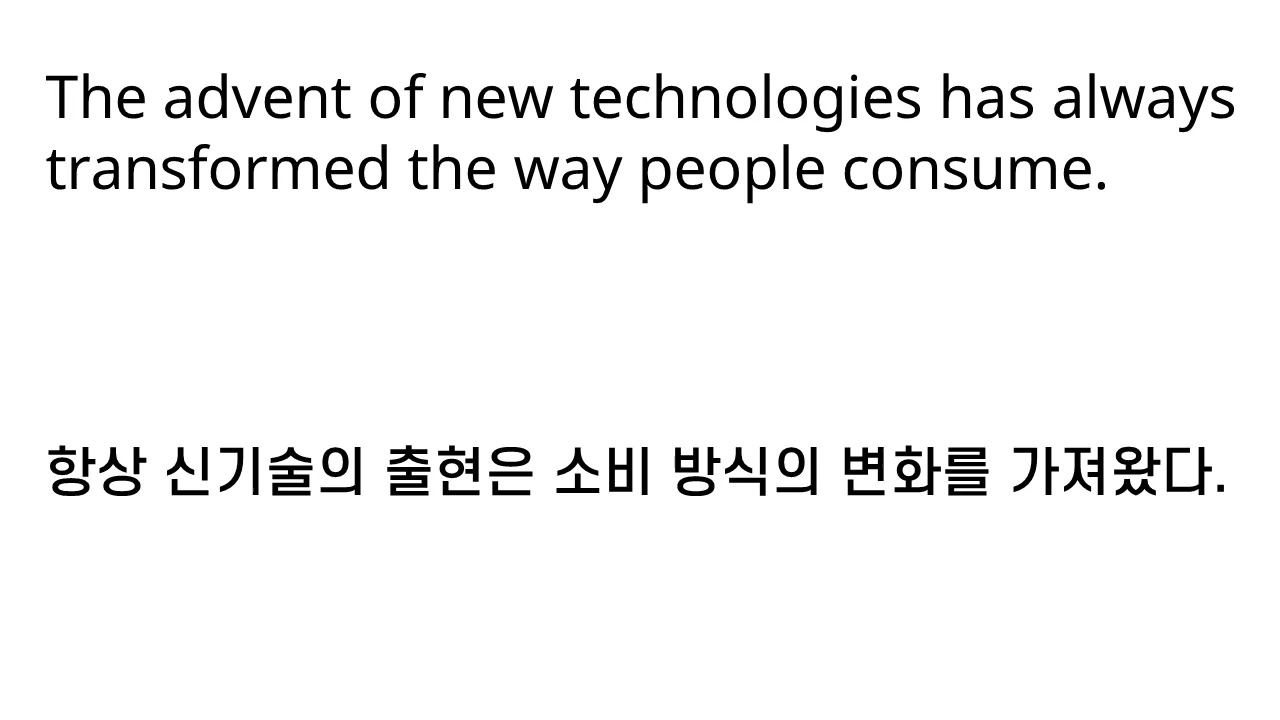 The advent of new technologies has always
transformed the way people consume.
항상 신기술의 출현은 소비 방식의 변화를 가져왔다.